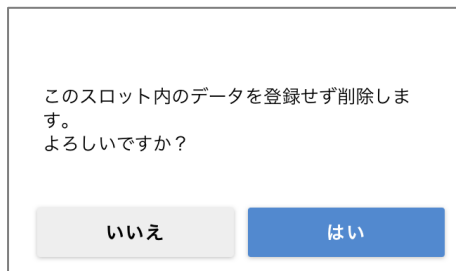 このスロット内のデータを登録せず削除しま
す。
よろしいですか？
いいえ
はい